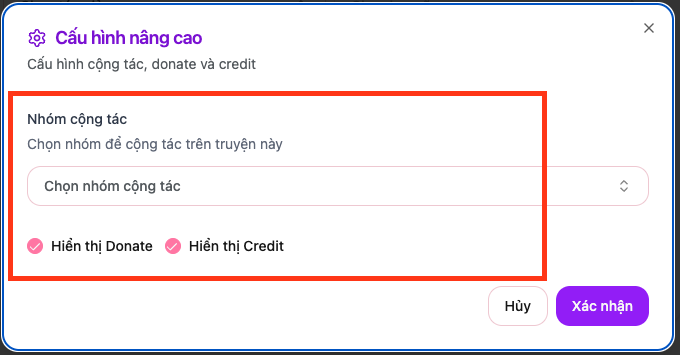 Cấu hình nâng cao
Cấu hình cộng tác, donate và credit
Nhóm cộng tác
Chọn nhóm để cộng tác trên truyện này
Chọn nhóm cộng tác
Hiển thị Donate Hiển thị Credit
Hủy Xác nhận